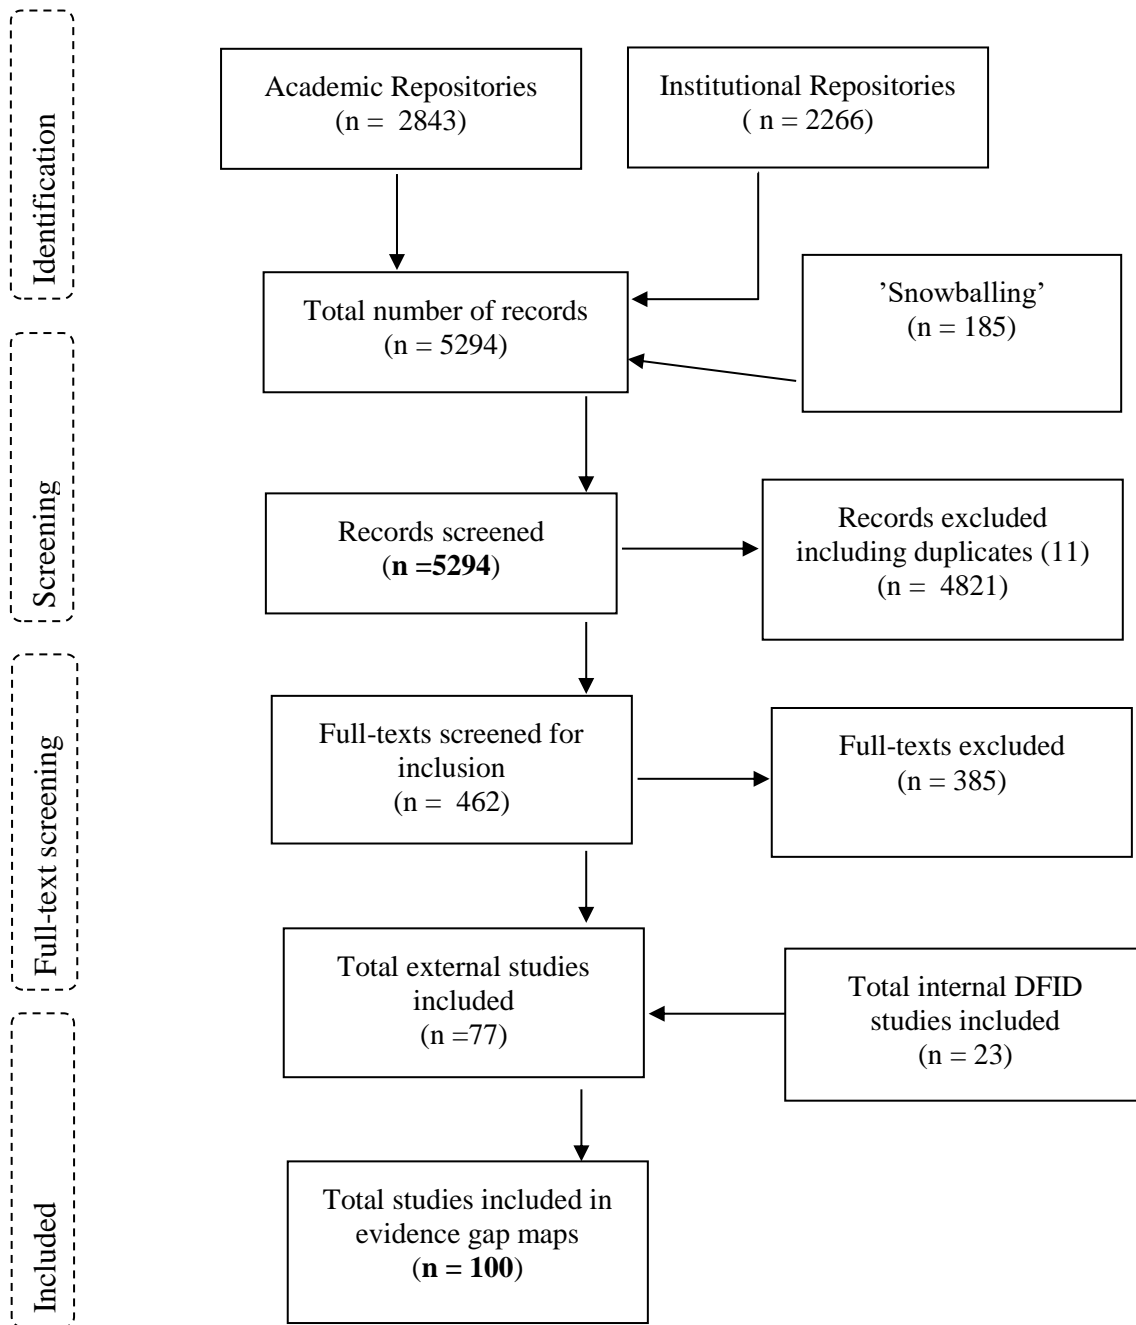 Identification
Academic Repositories
(n = 2843)
Institutional Repositories
( n = 2266)
Total number of records
(n = 5294)
’Snowballing’
(n = 185)
Screening
Records screened
(n =5294)
Records excluded
including duplicates (11)
n = 4821)
Full-text screening
Full-texts screened for
inclusion
(n = 462)
Full-texts excluded
(n = 385)
Total external studies
included
(n =77)
Total internal DFID
studies included
(n = 23)
Included
Total studies included in
evidence gap maps
(n = 100)